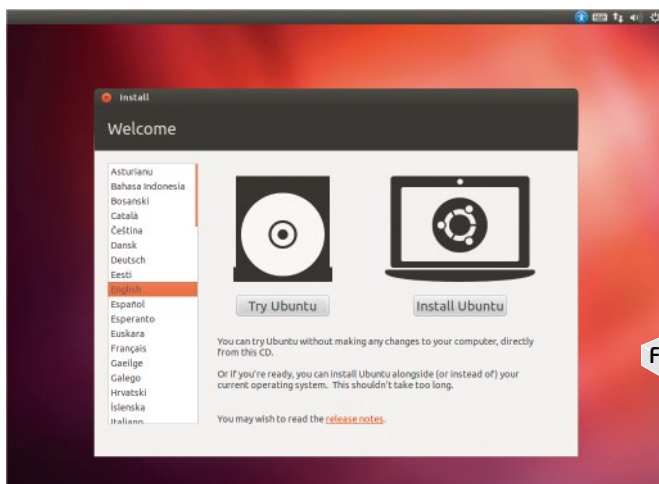 Install
Welcome
Asturianu
Bahasa Indonesia
Bosanski
Català
Čeština
Dansk
Deutsch
Eesti
English
Español
Esperanto
Euskara
Français
Gaeilge
Galego
Hrvatski
Íslenska
Italiano
Try Ubuntu
Install Ubuntu
You can try Ubuntu without making any changes to your computer, directly
from this CD.
Or if you're ready, you can install Ubuntu alongside (or instead of) your
current operating system. This shouldn't take too long.
You may wish to read the release notes.
F